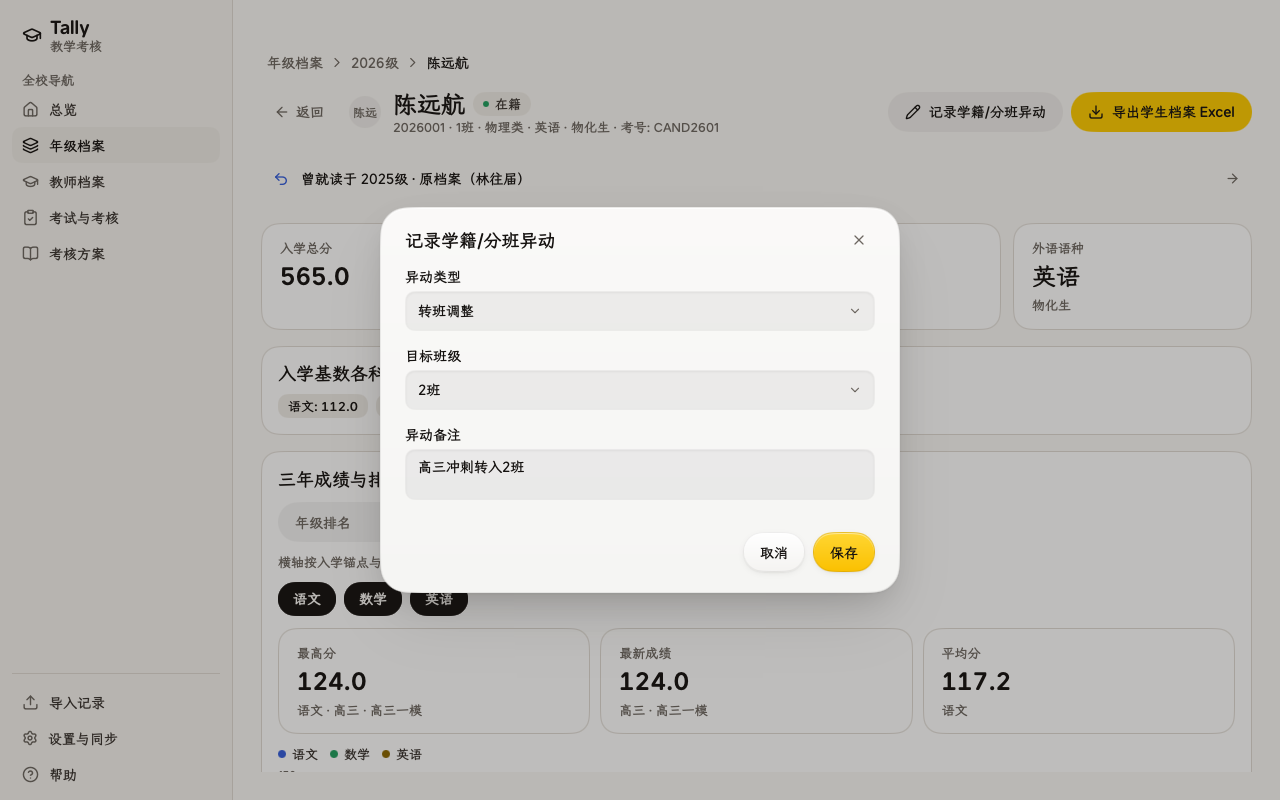 Tally
教学考核
全校导航
总览
年级档案
教师档案
考试与考核
考核方案
导入记录
设置与同步
帮助
年级档案 > 2026级 > 陈远航
返回
陈远
陈远航
在籍
2026001 · 1班 · 物理类 · 英语 · 物化生 · 考号: CAND2601
记录学籍/分班异动
导出学生档案 Excel
曾就读于 2025级 · 原档案（林往届）
入学总分
565.0
外语语种
英语
物化生
入学基数各科
语文: 112.0
三年成绩与排
年级排名
横轴按入学锚点与
语文
数学
英语
最高分
124.0
语文 · 高三 · 高三一模
最新成绩
124.0
高三 · 高三一模
平均分
117.2
语文
语文
数学
英语
记录学籍/分班异动
异动类型
转班调整
目标班级
2班
异动备注
高三冲刺转入2班
取消
保存